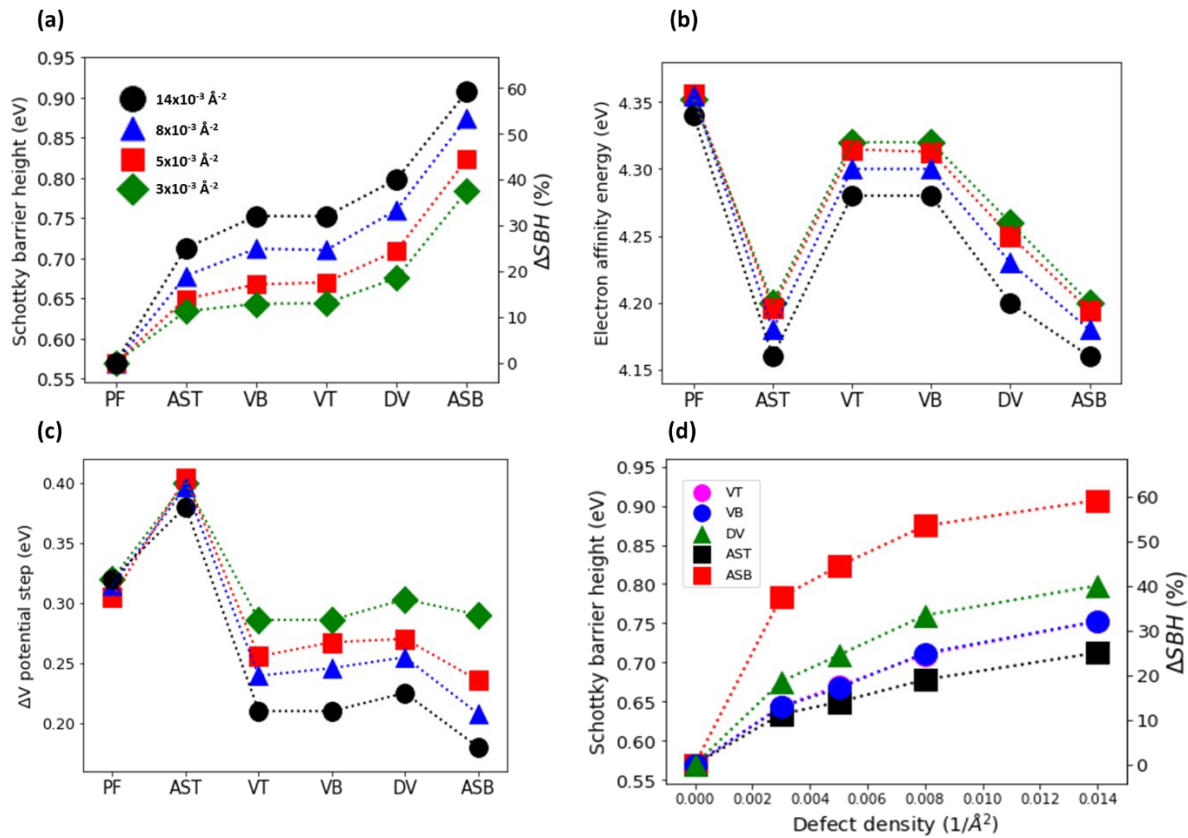 (a)
Schottky barrier height (eV)
0.95
0.90
0.85
0.80
0.75
0.70
0.65
0.60
0.55
14x10⁻³ Å⁻²
8x10⁻³ Å⁻²
5x10⁻³ Å⁻²
3x10⁻³ Å⁻²
60
50
40
30
20
10
0
ΔSBH (%)
PF AST VB VT DV ASB
(b)
Electron affinity energy (eV)
4.35
4.30
4.25
4.20
4.15
PF AST VT VB DV ASB
(c)
ΔV potential step (eV)
0.40
0.35
0.30
0.25
0.20
PF AST VT VB DV ASB
(d)
Schottky barrier height (eV)
0.95
0.90
0.85
0.80
0.75
0.70
0.65
0.60
0.55
VT
VB
DV
AST
ASB
60
50
40
30
20
10
0
ΔSBH (%)
0.000 0.002 0.004 0.006 0.008 0.010 0.012 0.014
Defect density (1/Å²)